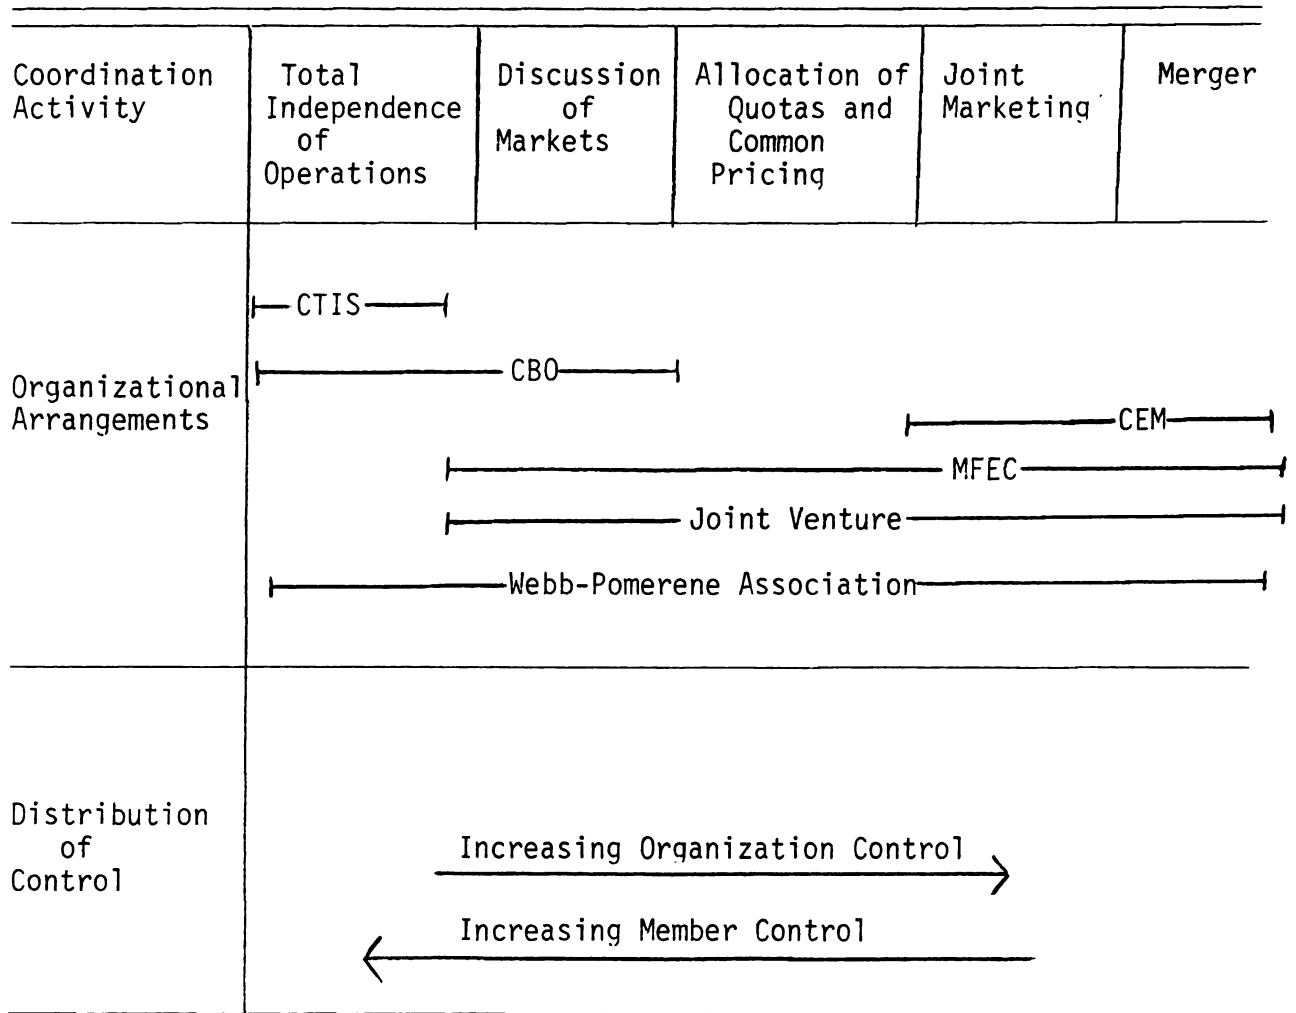 Coordination
Activity
Total
Independence
of
Operations
Discussion
of
Markets
Allocation of
Quotas and
Common
Pricing
Joint
Marketing
Merger
Organizational
Arrangements
CTIS
CBO
CEM
MFEC
Joint Venture
Webb-Pomerene Association
Distribution
of
Control
Increasing Organization Control
Increasing Member Control